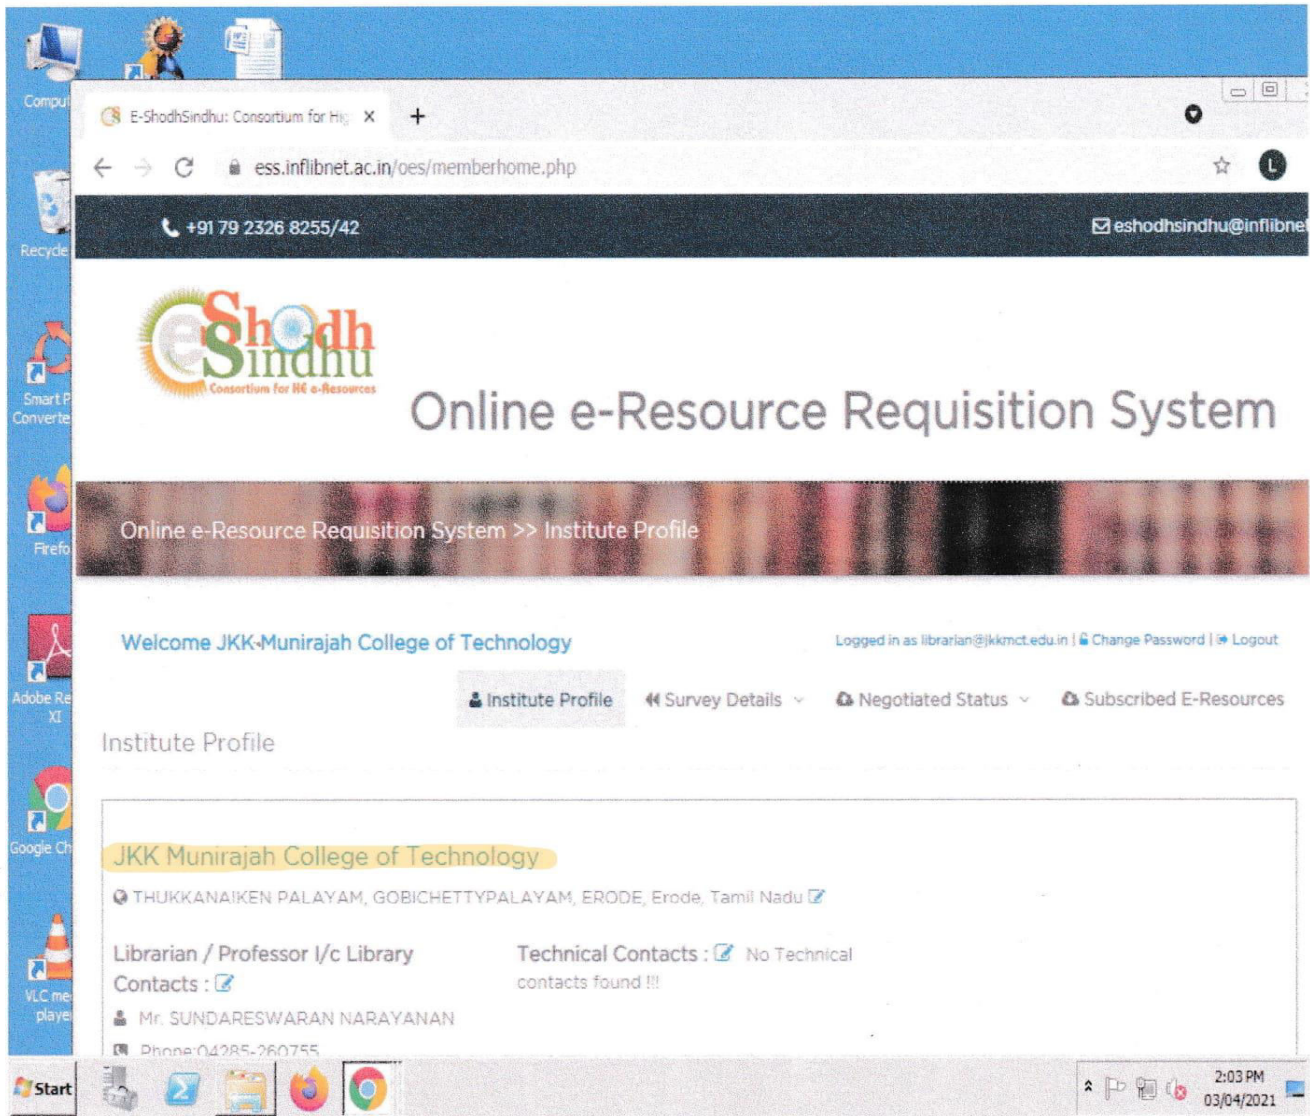 Comput
E-ShodhSindhu: Consortium for Hig × +
ess.inflibnet.ac.in/oes/memberhome.php
L
Recycle
+91 79 2326 8255/42
eshodhsindhu@inflibnet
eShodh
Sindhu
Consortium for HE e-Resources
Smart P
Converte
Online e-Resource Requisition System
Firefo
Online e-Resource Requisition System >> Institute Profile
Welcome JKK-Munirajah College of Technology
Logged in as librarian@jkkmct.edu.in | Change Password | Logout
Adobe Re
XI
Institute Profile
Survey Details
Negotiated Status
Subscribed E-Resources
Institute Profile
Google Ch
JKK Munirajah College of Technology
THUKKANAIKEN PALAYAM, GOBICHETTYPALAYAM, ERODE, Erode, Tamil Nadu
Librarian / Professor I/c Library
Contacts :
Mr. SUNDARESWARAN NARAYANAN
Phone:04285-260755
Technical Contacts : No Technical
contacts found !!!
VLC me
playe
Start
2:03 PM
03/04/2021